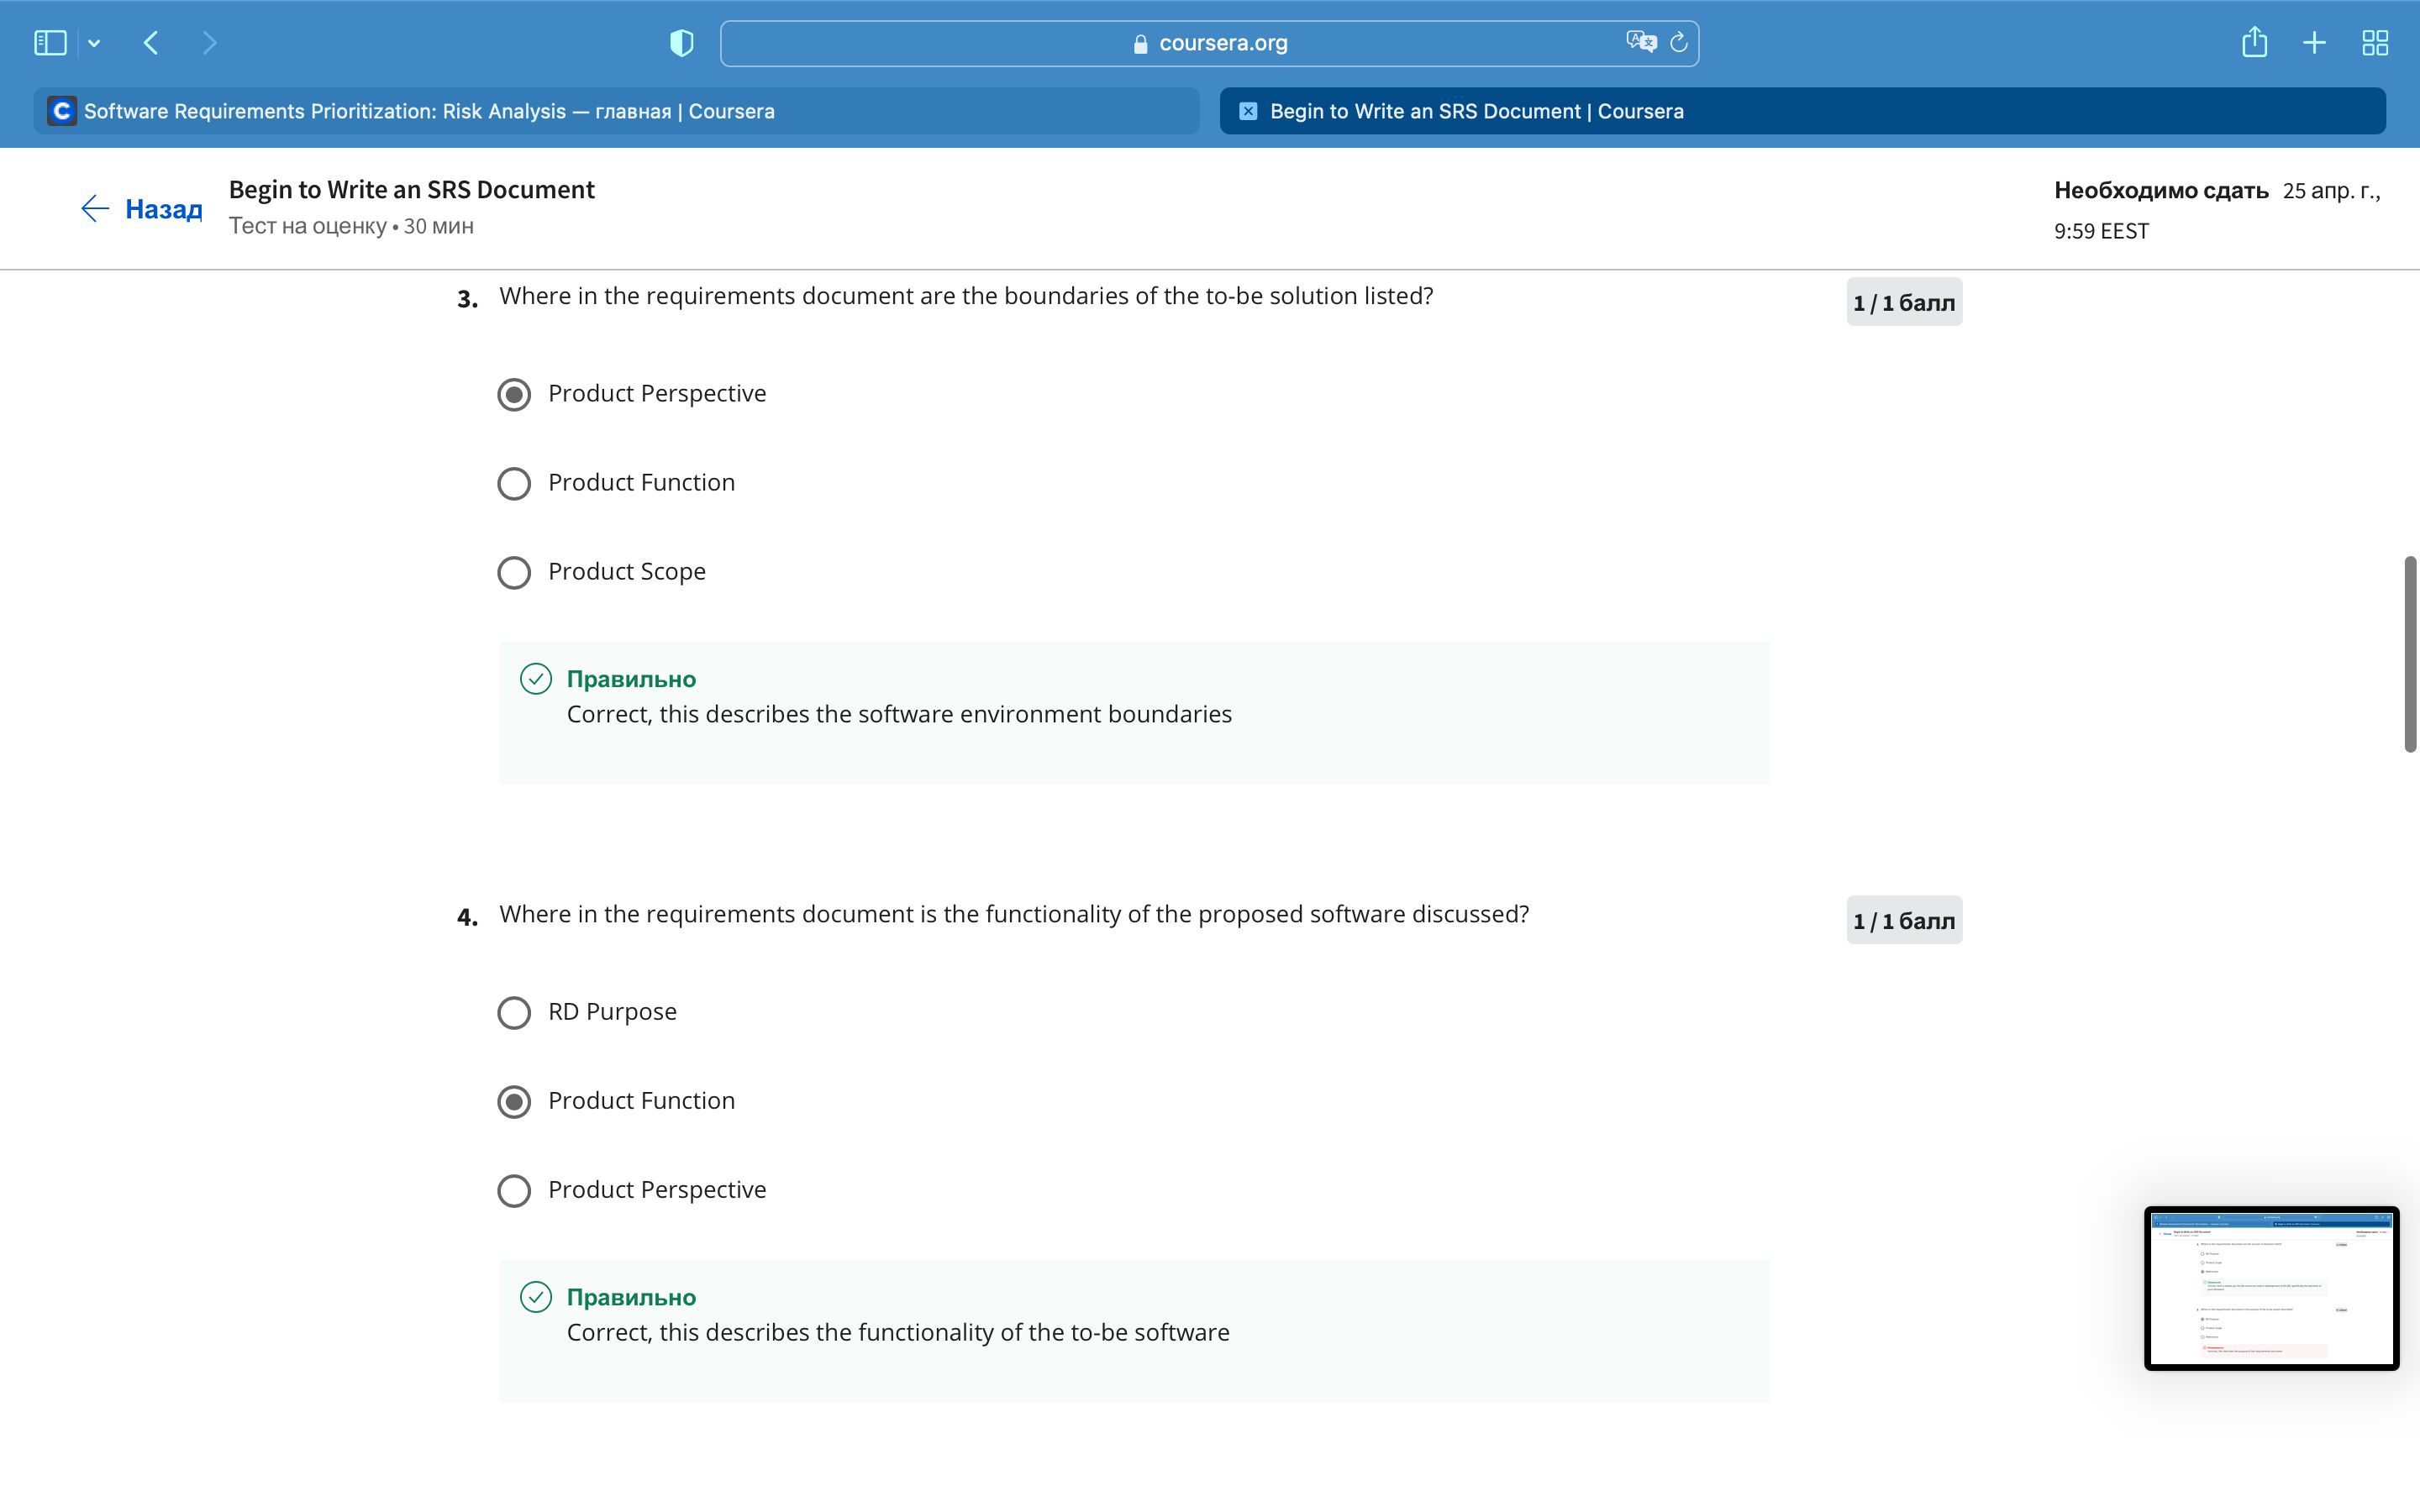 coursera.org
Software Requirements Prioritization: Risk Analysis — главная | Coursera
Begin to Write an SRS Document | Coursera
Назад
Begin to Write an SRS Document
Тест на оценку • 30 мин
Необходимо сдать 25 апр. г.,
9:59 EEST
3. Where in the requirements document are the boundaries of the to-be solution listed?
1 / 1 балл
Product Perspective
Product Function
Product Scope
Правильно
Correct, this describes the software environment boundaries
4. Where in the requirements document is the functionality of the proposed software discussed?
1 / 1 балл
RD Purpose
Product Function
Product Perspective
Правильно
Correct, this describes the functionality of the to-be software